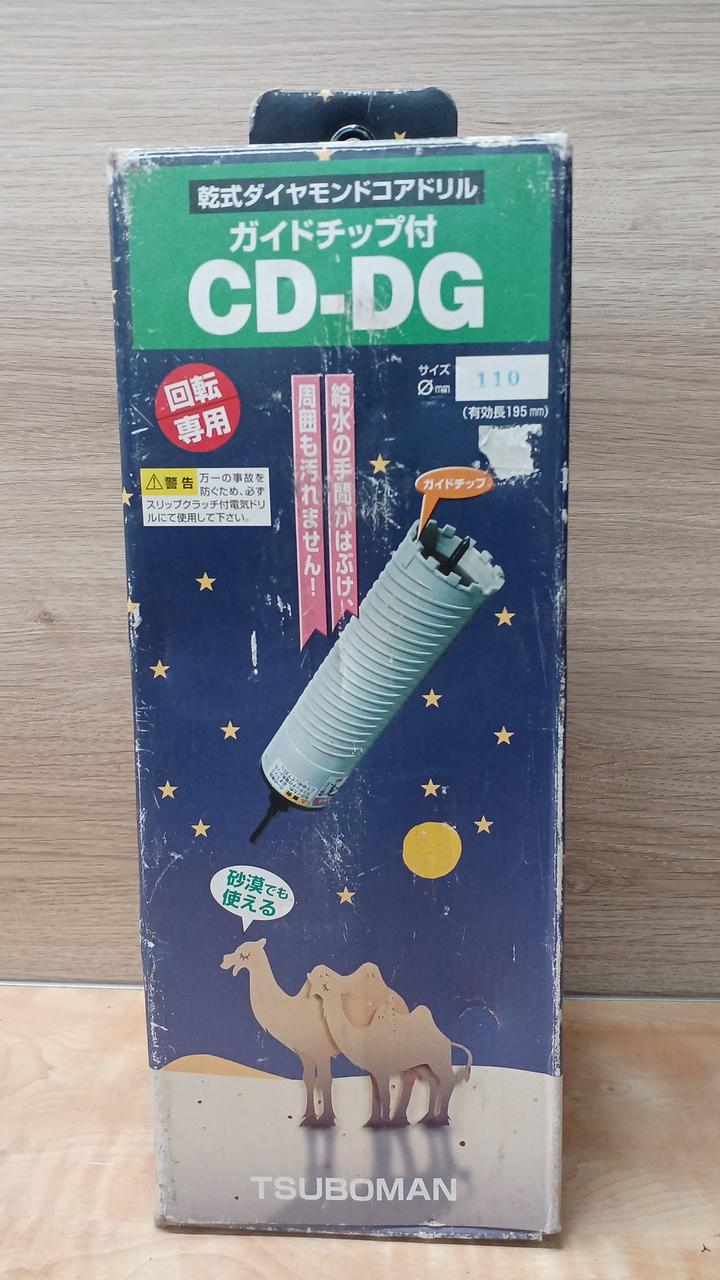 乾式ダイヤモンドコアドリル
ガイドチップ付
CD-DG
サイズ
Ømm
110
(有効長195mm)
回転
専用
給水の手間がはぶけ、
周囲も汚れません!
警告
万一の事故を
防ぐため、必ず
スリップクラッチ付電気ドリ
ルにて使用して下さい。
ガイドチップ
砂漠でも
使える
TSUBOMAN